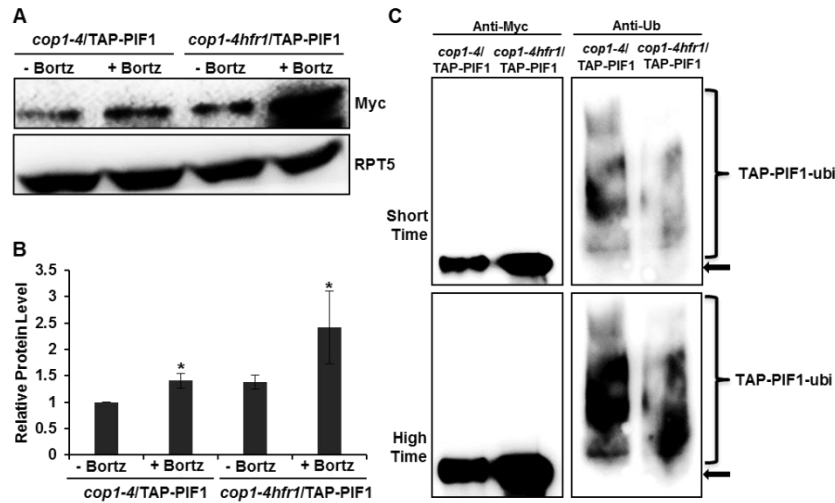 A
cop1-4/TAP-PIF1 cop1-4hfr1/TAP-PIF1
- Bortz + Bortz - Bortz + Bortz
Myc
RPT5
B
Relative Protein Level
3.5
3
2.5
2
1.5
1
0.5
0
* *
- Bortz + Bortz - Bortz + Bortz
cop1-4/TAP-PIF1 cop1-4hfr1/TAP-PIF1
C
Anti-Myc Anti-Ub
cop1-4/ cop1-4hfr1/ cop1-4/ cop1-4hfr1/
TAP-PIF1 TAP-PIF1 TAP-PIF1 TAP-PIF1
Short
Time
TAP-PIF1-ubi
High
Time
TAP-PIF1-ubi